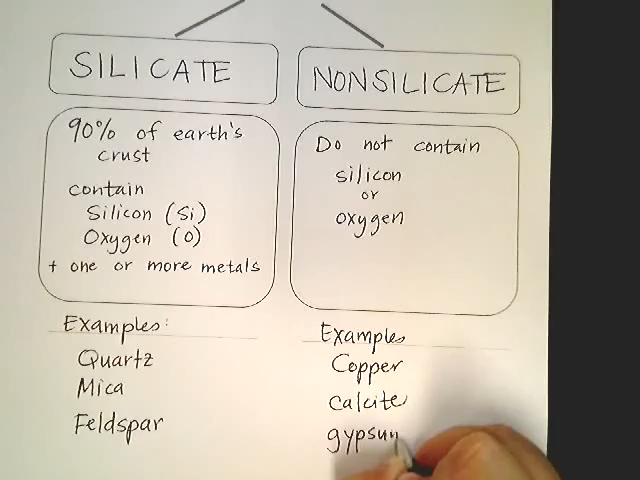 SILICATE
90% of earth's
crust
contain
Silicon (Si)
Oxygen (O)
+ one or more metals
Examples:
Quartz
Mica
Feldspar
NONSILICATE
Do not contain
silicon
or
oxygen
Examples
Copper
Calcite
gypsum